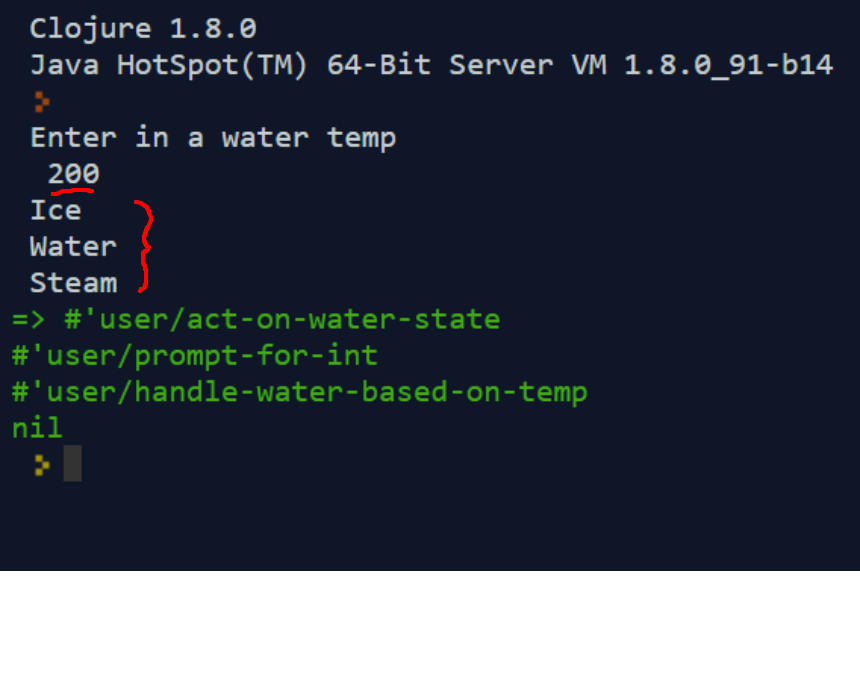 Clojure 1.8.0
Java HotSpot(TM) 64-Bit Server VM 1.8.0_91-b14
Enter in a water temp
200
Ice
Water
Steam
=> #'user/act-on-water-state
#'user/prompt-for-int
#'user/handle-water-based-on-temp
nil